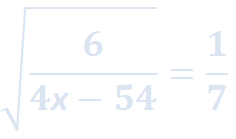 √(6/(4x − 54)) = 1/7